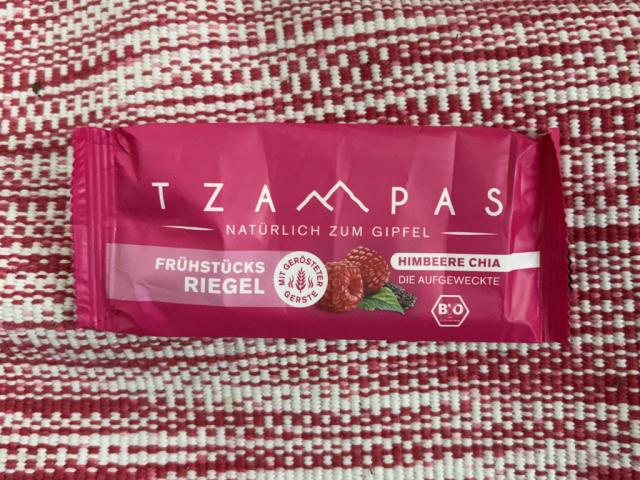 TZAMPAS
NATÜRLICH ZUM GIPFEL
FRÜHSTÜCKS
RIEGEL
MIT GERÖSTETER
GERSTE
HIMBEERE CHIA
DIE AUFGEWECKTE
BIO